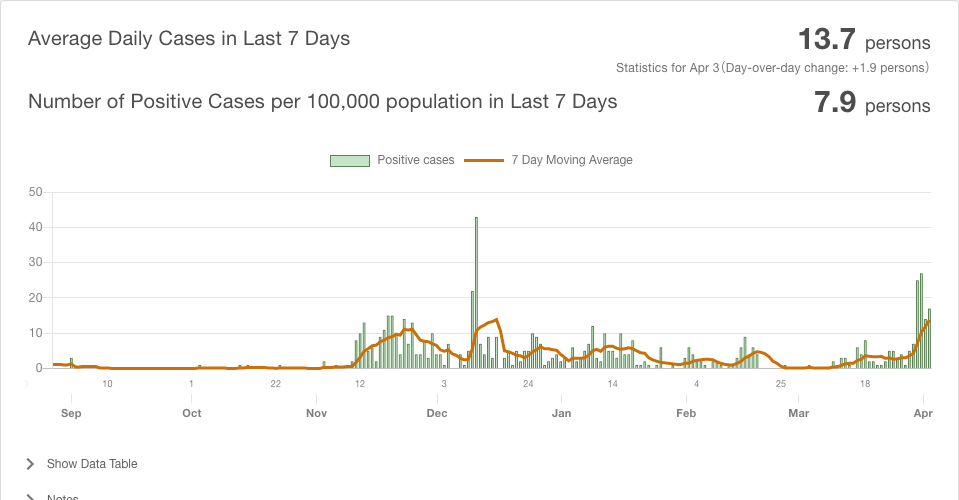 Average Daily Cases in Last 7 Days
13.7 persons
Statistics for Apr 3(Day-over-day change: +1.9 persons)
Number of Positive Cases per 100,000 population in Last 7 Days
7.9 persons
Positive cases 7 Day Moving Average
50
40
30
20
10
0
10 1 22 12 3 24 14 4 25 18
Sep Oct Nov Dec Jan Feb Mar Apr
Show Data Table
Notes